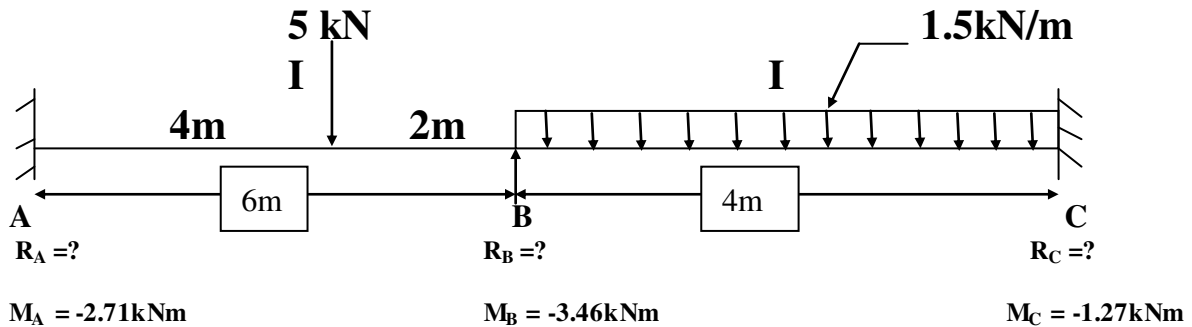 5 kN 1.5kN/m
I I
4m 2m
6m 4m
A B C
R_A =? R_B =? R_C =?
M_A = -2.71kNm M_B = -3.46kNm M_C = -1.27kNm